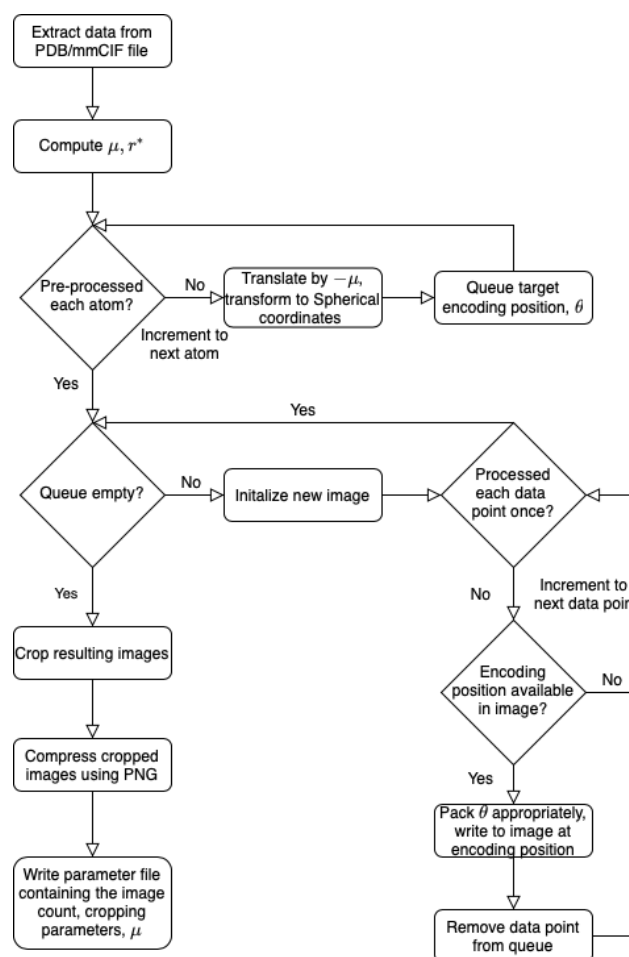 Extract data from
PDB/mmCIF file
Compute μ, r*
Pre-processed
each atom?
No
Increment to
next atom
Translate by −μ,
transform to Spherical
coordinates
Queue target
encoding position, θ
Yes
Yes
Queue empty?
No
Initalize new image
Processed
each data
point once?
Yes
No
Increment to
next data poin
Crop resulting images
Encoding
position available
in image?
No
Compress cropped
images using PNG
Yes
Pack θ appropriately,
write to image at
encoding position
Write parameter file
containing the image
count, cropping
parameters, μ
Remove data point
from queue